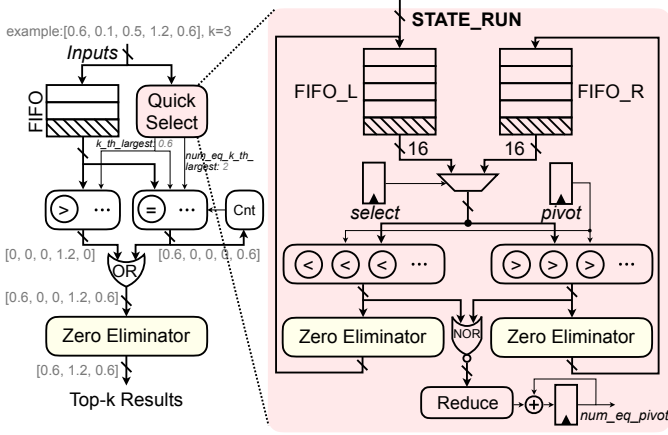 example:[0.6, 0.1, 0.5, 1.2, 0.6], k=3
Inputs
FIFO
Quick
Select
k_th_largest: 0.6
num_eq_k_th_
largest: 2
> ...
= ...
Cnt
[0, 0, 0, 1.2, 0]
[0.6, 0, 0, 0, 0.6]
OR
[0.6, 0, 0, 1.2, 0.6]
Zero Eliminator
[0.6, 1.2, 0.6]
Top-k Results
STATE_RUN
FIFO_L
FIFO_R
16
16
select
pivot
< < < ...
> > > ...
Zero Eliminator
NOR
Zero Eliminator
Reduce
+
num_eq_pivot